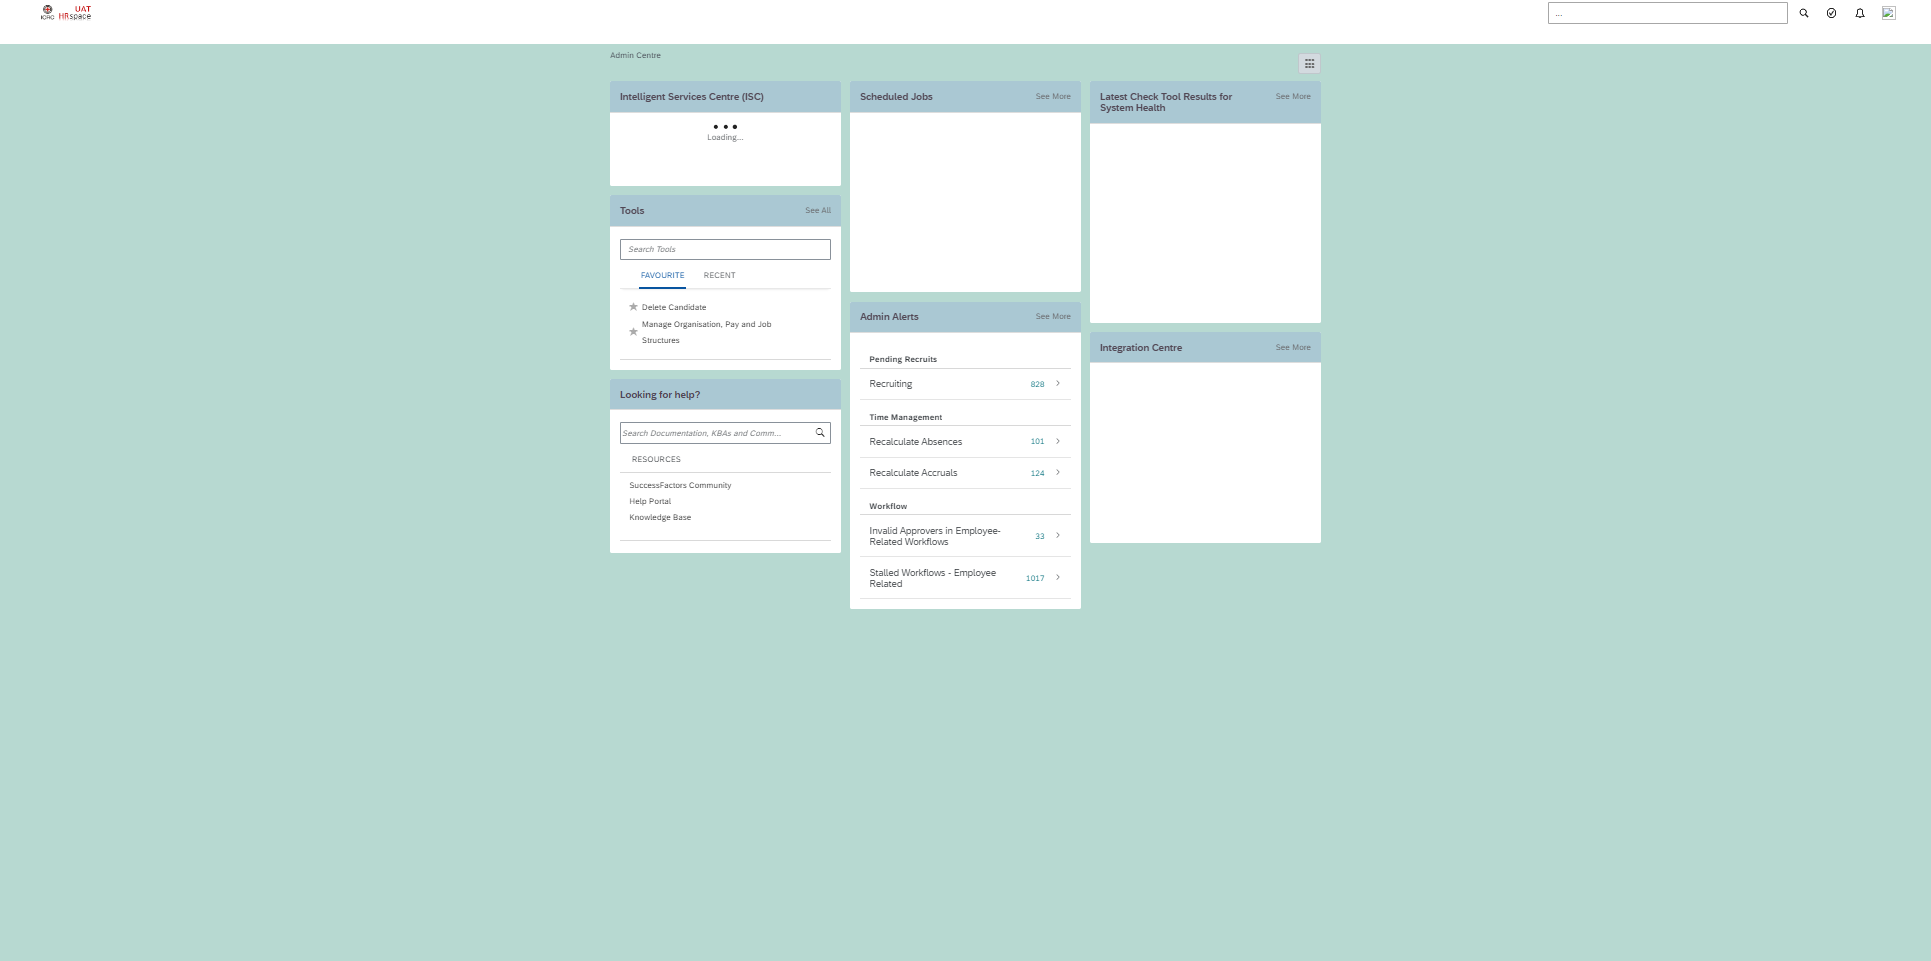 ICRC
UAT
HRspace
...
Admin Centre
Intelligent Services Centre (ISC)
Loading...
Tools
See All
Search Tools
FAVOURITE
RECENT
Delete Candidate
Manage Organisation, Pay and Job
Structures
Looking for help?
Search Documentation, KBAs and Comm...
RESOURCES
SuccessFactors Community
Help Portal
Knowledge Base
Scheduled Jobs
See More
Admin Alerts
See More
Pending Recruits
Recruiting 828
Time Management
Recalculate Absences 101
Recalculate Accruals 124
Workflow
Invalid Approvers in Employee-
Related Workflows 33
Stalled Workflows - Employee
Related 1017
Latest Check Tool Results for
System Health
See More
Integration Centre
See More